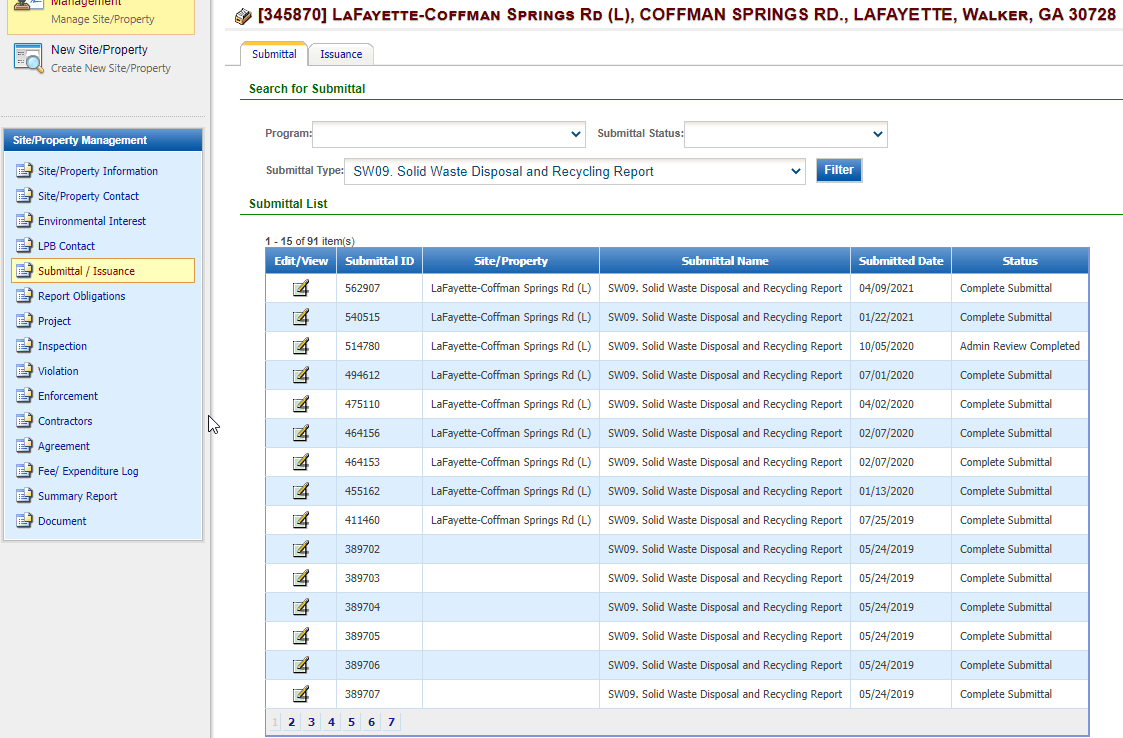 Management
Manage Site/Property
New Site/Property
Create New Site/Property
Site/Property Management
Site/Property Information
Site/Property Contact
Environmental Interest
LPB Contact
Submittal / Issuance
Report Obligations
Project
Inspection
Violation
Enforcement
Contractors
Agreement
Fee/ Expenditure Log
Summary Report
Document
[345870] LaFayette-Coffman Springs Rd (L), COFFMAN SPRINGS RD., LAFAYETTE, Walker, GA 30728
Submittal Issuance
Search for Submittal
Program: Submittal Status:
Submittal Type: SW09. Solid Waste Disposal and Recycling Report Filter
Submittal List
1 - 15 of 91 item(s)
Edit/View Submittal ID Site/Property Submittal Name Submitted Date Status
562907 LaFayette-Coffman Springs Rd (L) SW09. Solid Waste Disposal and Recycling Report 04/09/2021 Complete Submittal
540515 LaFayette-Coffman Springs Rd (L) SW09. Solid Waste Disposal and Recycling Report 01/22/2021 Complete Submittal
514780 LaFayette-Coffman Springs Rd (L) SW09. Solid Waste Disposal and Recycling Report 10/05/2020 Admin Review Completed
494612 LaFayette-Coffman Springs Rd (L) SW09. Solid Waste Disposal and Recycling Report 07/01/2020 Complete Submittal
475110 LaFayette-Coffman Springs Rd (L) SW09. Solid Waste Disposal and Recycling Report 04/02/2020 Complete Submittal
464156 LaFayette-Coffman Springs Rd (L) SW09. Solid Waste Disposal and Recycling Report 02/07/2020 Complete Submittal
464153 LaFayette-Coffman Springs Rd (L) SW09. Solid Waste Disposal and Recycling Report 02/07/2020 Complete Submittal
455162 LaFayette-Coffman Springs Rd (L) SW09. Solid Waste Disposal and Recycling Report 01/13/2020 Complete Submittal
411460 LaFayette-Coffman Springs Rd (L) SW09. Solid Waste Disposal and Recycling Report 07/25/2019 Complete Submittal
389702 SW09. Solid Waste Disposal and Recycling Report 05/24/2019 Complete Submittal
389703 SW09. Solid Waste Disposal and Recycling Report 05/24/2019 Complete Submittal
389704 SW09. Solid Waste Disposal and Recycling Report 05/24/2019 Complete Submittal
389705 SW09. Solid Waste Disposal and Recycling Report 05/24/2019 Complete Submittal
389706 SW09. Solid Waste Disposal and Recycling Report 05/24/2019 Complete Submittal
389707 SW09. Solid Waste Disposal and Recycling Report 05/24/2019 Complete Submittal
1 2 3 4 5 6 7